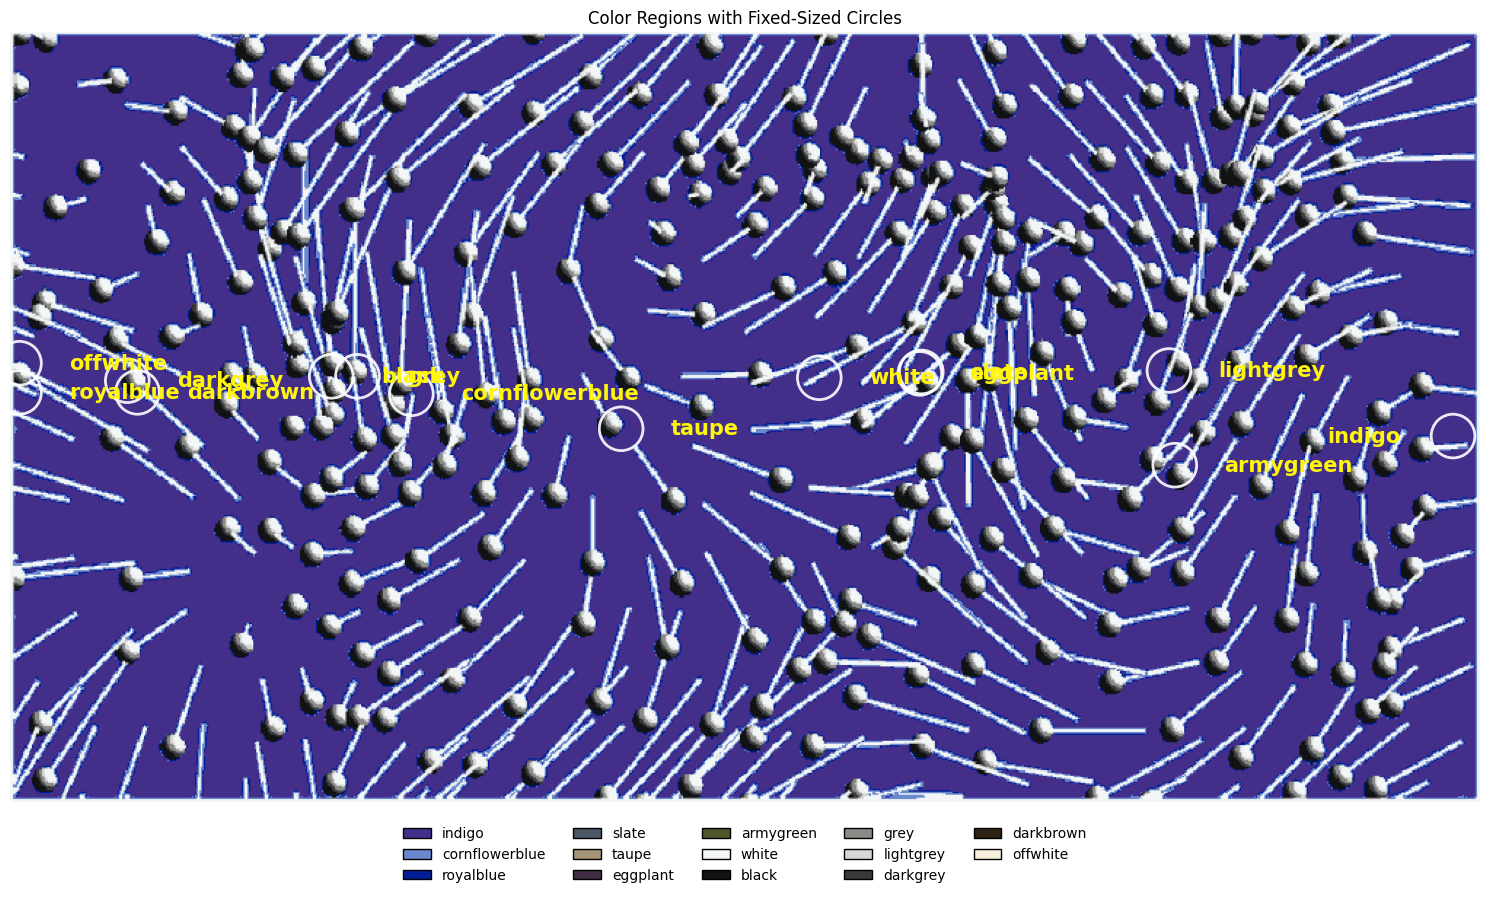 Color Regions with Fixed-Sized Circles
offwhite
royalblue
darkgrey
darkbrown
black
grey
cornflowerblue
taupe
white
slate
eggplant
lightgrey
indigo
armygreen
indigo
cornflowerblue
royalblue
slate
taupe
eggplant
armygreen
white
black
grey
lightgrey
darkgrey
darkbrown
offwhite